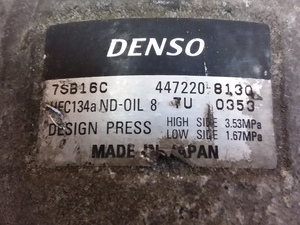 DENSO
7SB16C 447220-8130
HFC134a ND-OIL 8 7U 0353
DESIGN PRESS HIGH SIDE 3.53MPa
LOW SIDE 1.67MPa
MADE IN JAPAN